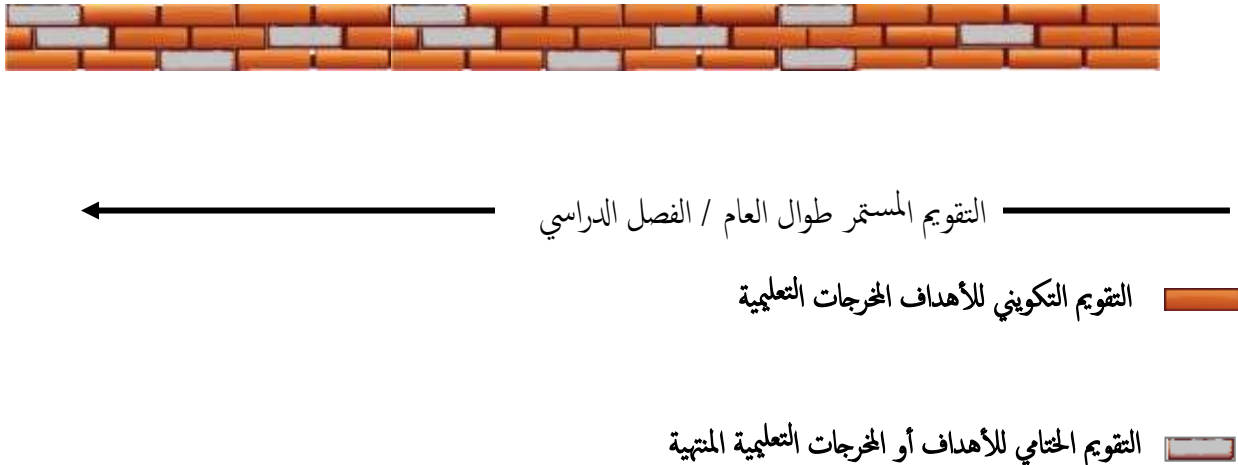 التقويم المستمر طوال العام / الفصل الدراسي
التقويم التكويني للأهداف المخرجات التعليمية
التقويم الختامي للأهداف أو المخرجات التعليمية المنتهية